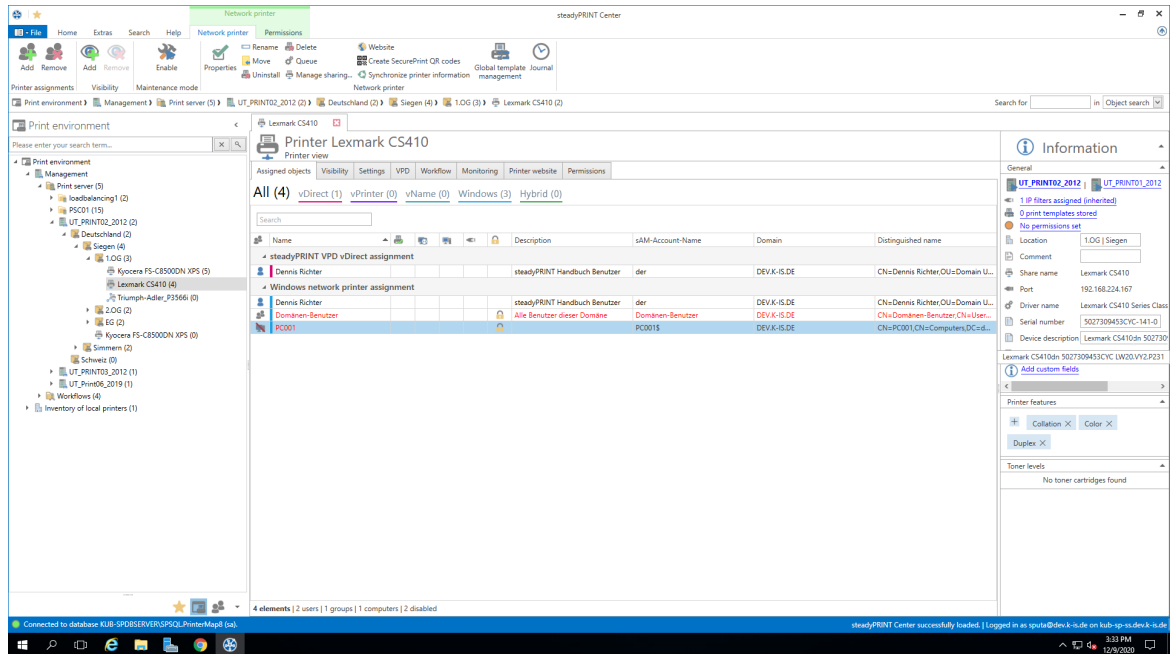 Network printer
steadyPRINT Center
File Home Extras Search Help Network printer Permissions
Add Remove Add Remove Enable Properties
Rename Delete Website
Move Queue Create SecurePrint QR codes
Uninstall Manage sharing... Synchronize printer information
Global template management Journal
Printer assignments Visibility Maintenance mode Network printer
Print environment Management Print server (5) UT_PRINT02_2012 (2) Deutschland (2) Siegen (4) 1.OG (3) Lexmark CS410 (2)
Search for in Object search
Print environment
Please enter your search term...
Print environment
Management
Print server (5)
loadbalancing1 (2)
PSC01 (15)
UT_PRINT02_2012 (2)
Deutschland (2)
Siegen (4)
1.OG (3)
Kyocera FS-C8500DN XPS (5)
Lexmark CS410 (4)
Triumph-Adler_P3566i (0)
2.OG (2)
EG (2)
Kyocera FS-C8500DN XPS (0)
Simmern (2)
Schweiz (0)
UT_PRINT03_2012 (1)
UT_Print06_2019 (1)
Workflows (4)
Inventory of local printers (1)
Lexmark CS410
Printer Lexmark CS410
Printer view
Assigned objects Visibility Settings VPD Workflow Monitoring Printer website Permissions
All (4) vDirect (1) vPrinter (0) vName (0) Windows (3) Hybrid (0)
Search
Name Description sAM-Account-Name Domain Distinguished name
steadyPRINT VPD vDirect assignment
Dennis Richter steadyPRINT Handbuch Benutzer der DEV.K-IS.DE CN=Dennis Richter,OU=Domain U...
Windows network printer assignment
Dennis Richter steadyPRINT Handbuch Benutzer der DEV.K-IS.DE CN=Dennis Richter,OU=Domain U...
Domänen-Benutzer Alle Benutzer dieser Domäne Domänen-Benutzer DEV.K-IS.DE CN=Domänen-Benutzer,CN=User...
PC001 PC001$ DEV.K-IS.DE CN=PC001,CN=Computers,DC=d...
4 elements | 2 users | 1 groups | 1 computers | 2 disabled
Information
General
UT_PRINT02_2012 | UT_PRINT01_2012
1 IP filters assigned (inherited)
0 print templates stored
No permissions set
Location 1.OG | Siegen
Comment
Share name Lexmark CS410
Port 192.168.224.167
Driver name Lexmark CS410 Series Class
Serial number 5027309453CYC-141-0
Device description Lexmark CS410dn 502730
Lexmark CS410dn 5027309453CYC LW20.VY2.P231
Add custom fields
Printer features
Collation Color
Duplex
Toner levels
No toner cartridges found
Connected to database KUB-SPDBSERVER\SPSQL.PrinterMap8 (sa).
steadyPRINT Center successfully loaded. | Logged in as sputa@dev.k-is.de on kub-sp-ss.dev.k-is.de
3:33 PM
12/9/2020